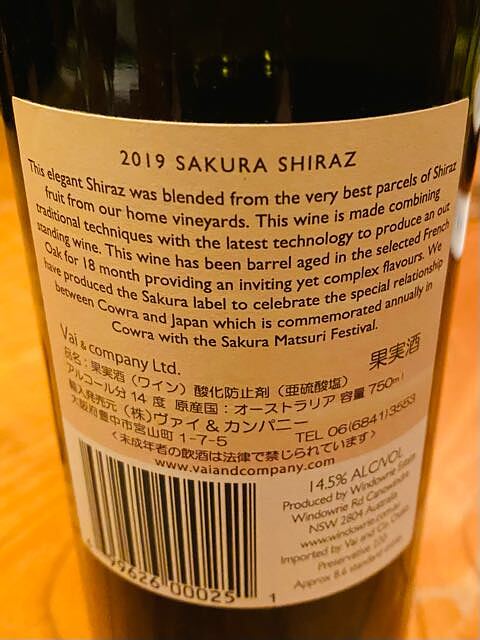 2019 SAKURA SHIRAZ
This elegant Shiraz was blended from the very best parcels of Shiraz
fruit from our home vineyards. This wine is made combining
traditional techniques with the latest technology to produce an out
standing wine. This wine has been barrel aged in the selected French
Oak for 18 month providing an inviting yet complex flavours. We
have produced the Sakura label to celebrate the special relationship
between Cowra and Japan which is commemorated annually in
Cowra with the Sakura Matsuri Festival.
Vai & company Ltd.
果実酒
品名：果実酒（ワイン）酸化防止剤（亜硫酸塩）
アルコール分 14 度 原産国：オーストラリア 容量 750ml
輸入発売元（株）ヴァイ & カンパニー
大阪府豊中市宮山町 1-7-5 TEL 06(6841)3553
＜未成年者の飲酒は法律で禁じられています＞
www.vaiandcompany.com
14.5% ALC/VOL
Produced by Windowrie Estate
Windowrie Rd Canowindra
NSW 2804 Australia
www.windowrie.com.au
Imported by Vai and Co. Osaka
Preservative 220
Approx 8.6 standard drinks
99626 00025 1